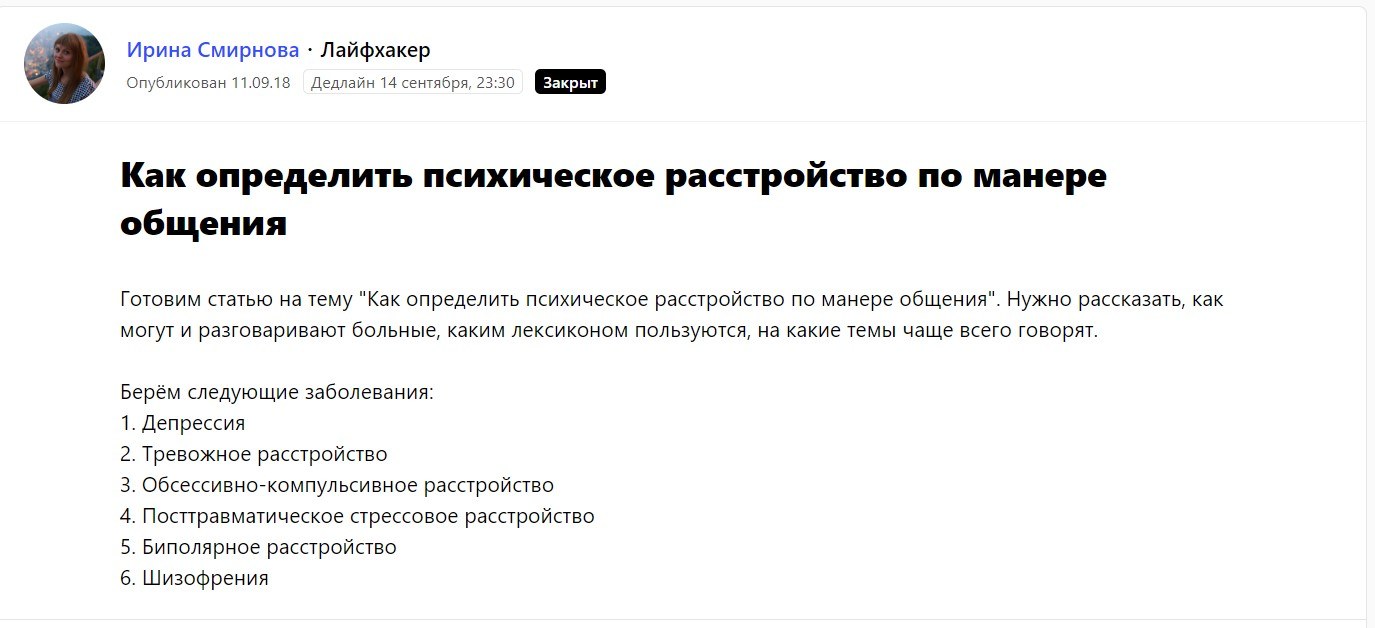 Ирина Смирнова · Лайфхакер
Опубликован 11.09.18 Дедлайн 14 сентября, 23:30 Закрыт
Как определить психическое расстройство по манере
общения
Готовим статью на тему "Как определить психическое расстройство по манере общения". Нужно рассказать, как
могут и разговаривают больные, каким лексиконом пользуются, на какие темы чаще всего говорят.
Берём следующие заболевания:
1. Депрессия
2. Тревожное расстройство
3. Обсессивно-компульсивное расстройство
4. Посттравматическое стрессовое расстройство
5. Биполярное расстройство
6. Шизофрения